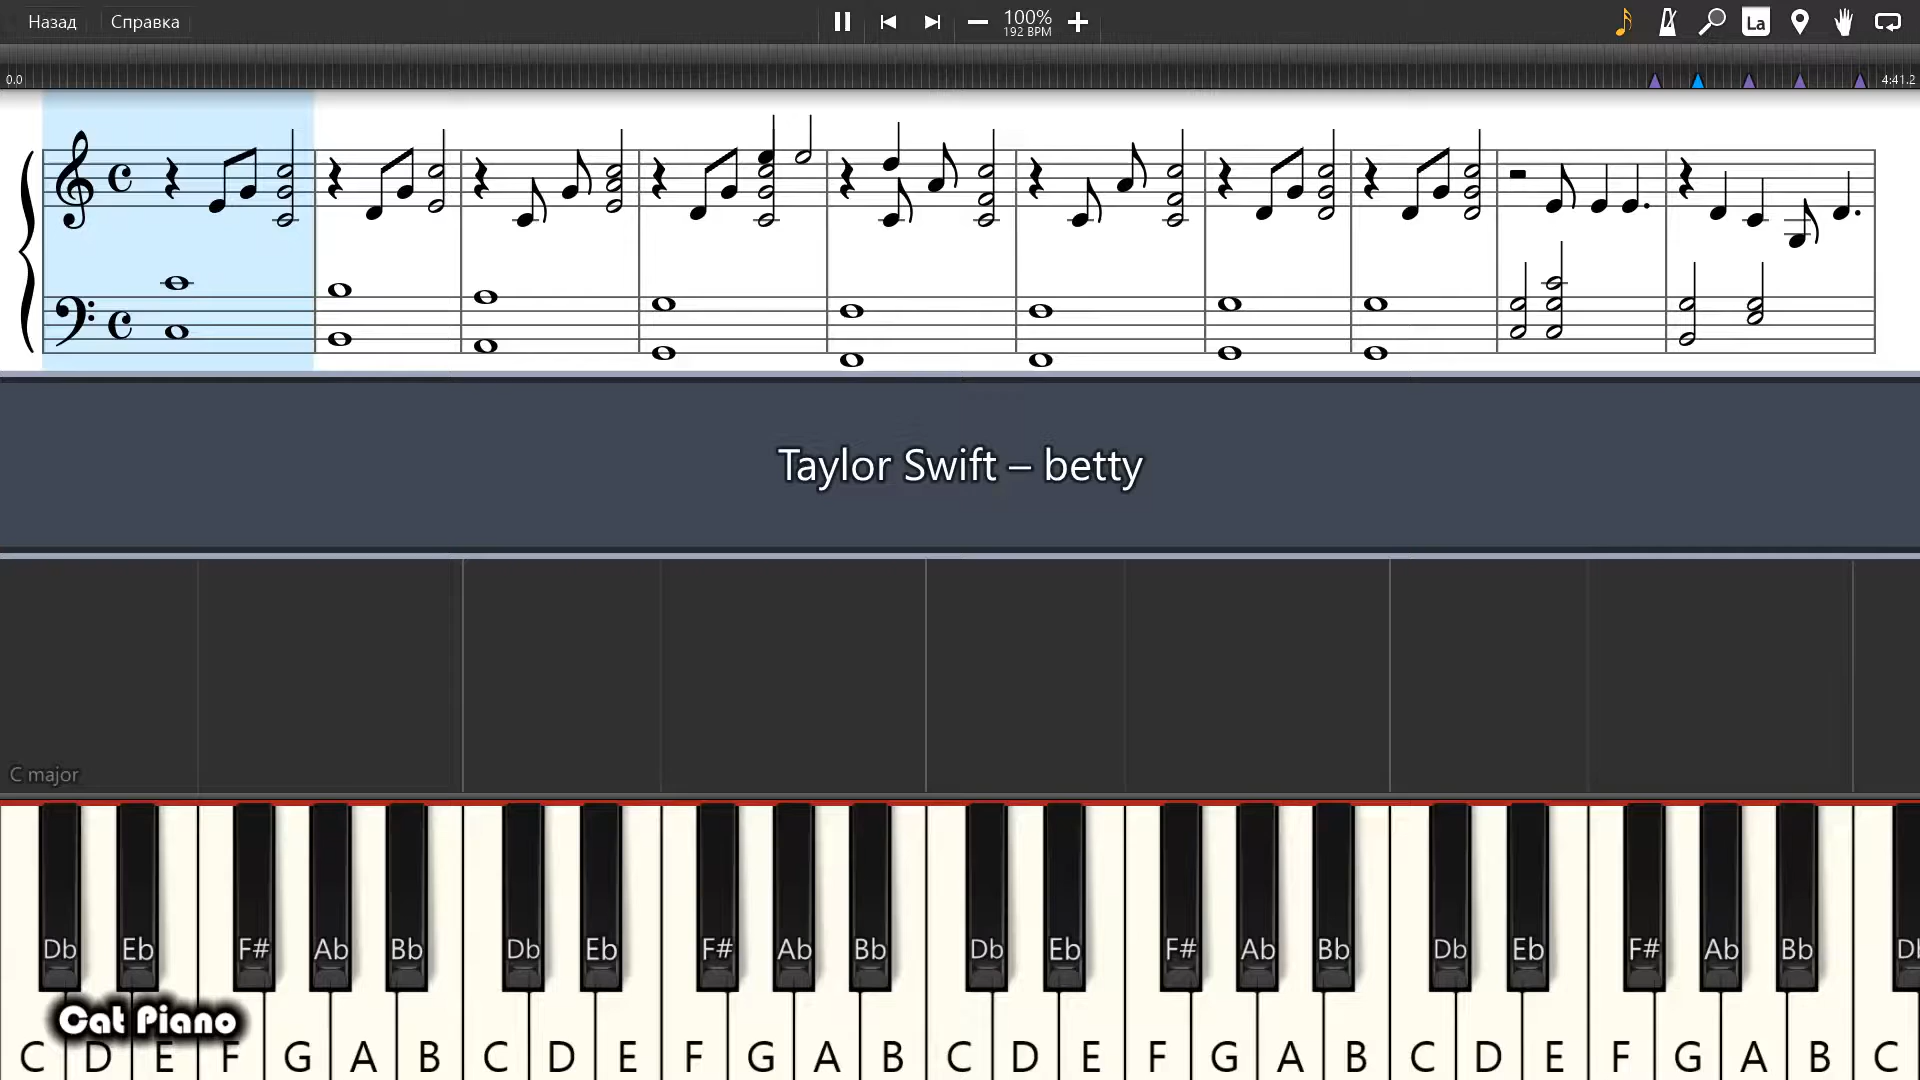 Назад Справка 100%
192 BPM
La
0.0 4:41.2
Taylor Swift – betty
C major
Db Eb F# Ab Bb Db Eb F# Ab Bb Db Eb F# Ab Bb Db Eb F# Ab Bb
Cat Piano
C D E F G A B C D E F G A B C D E F G A B C D E F G A B C